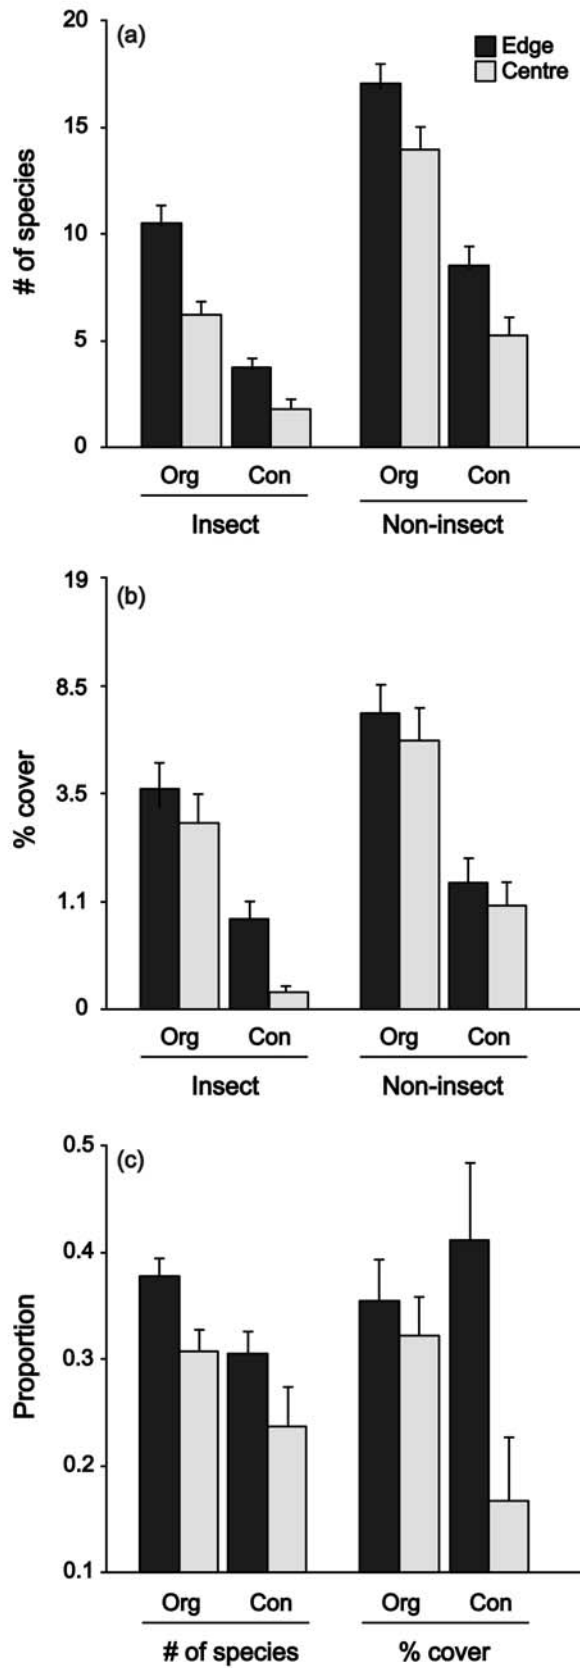 20
(a)
Edge
Centre
15
# of species
10
5
0
Org Con Org Con
Insect Non-insect
19
(b)
8.5
% cover
3.5
1.1
0
Org Con Org Con
Insect Non-insect
0.5
(c)
0.4
Proportion
0.3
0.2
0.1
Org Con Org Con
# of species % cover